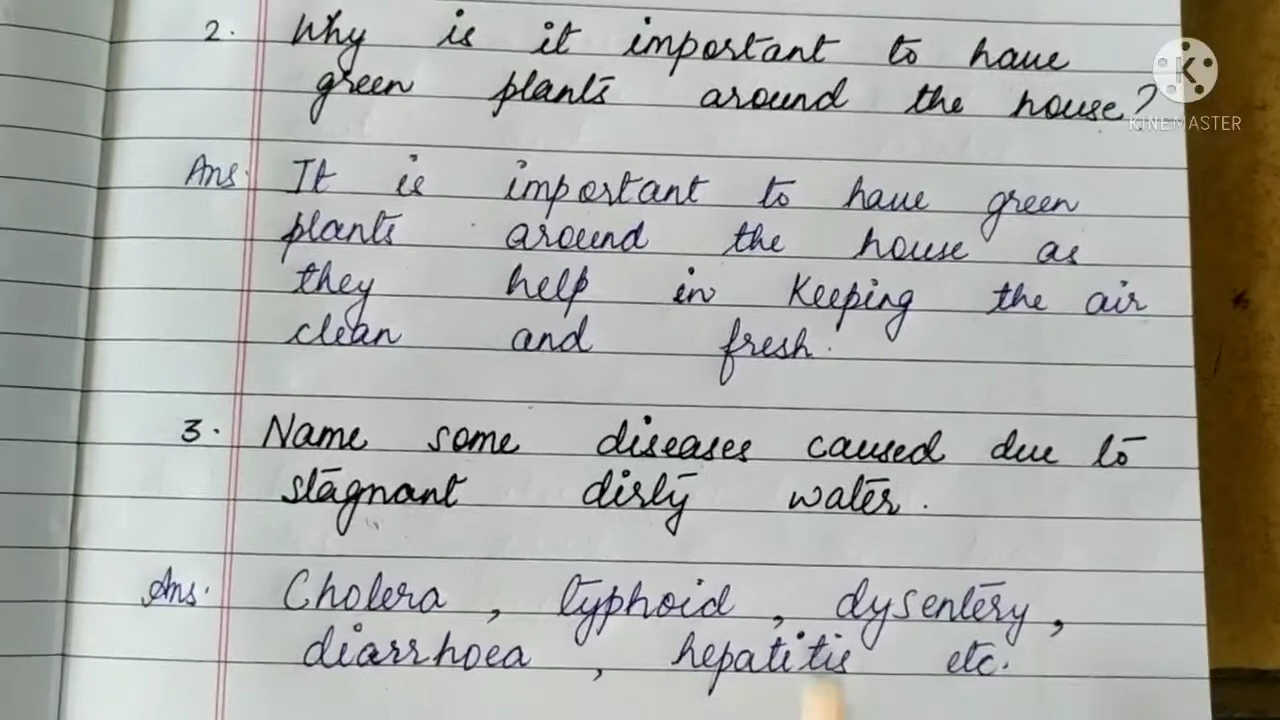 2. Why is it important to have
green plants around the house?
Ans. It is important to have green
plants around the house as
they help in keeping the air
clean and fresh.
3. Name some diseases caused due to
stagnant dirty water.
Ans. Cholera, typhoid, dysentery,
diarrhoea, hepatitis etc.
K
KINEMASTER